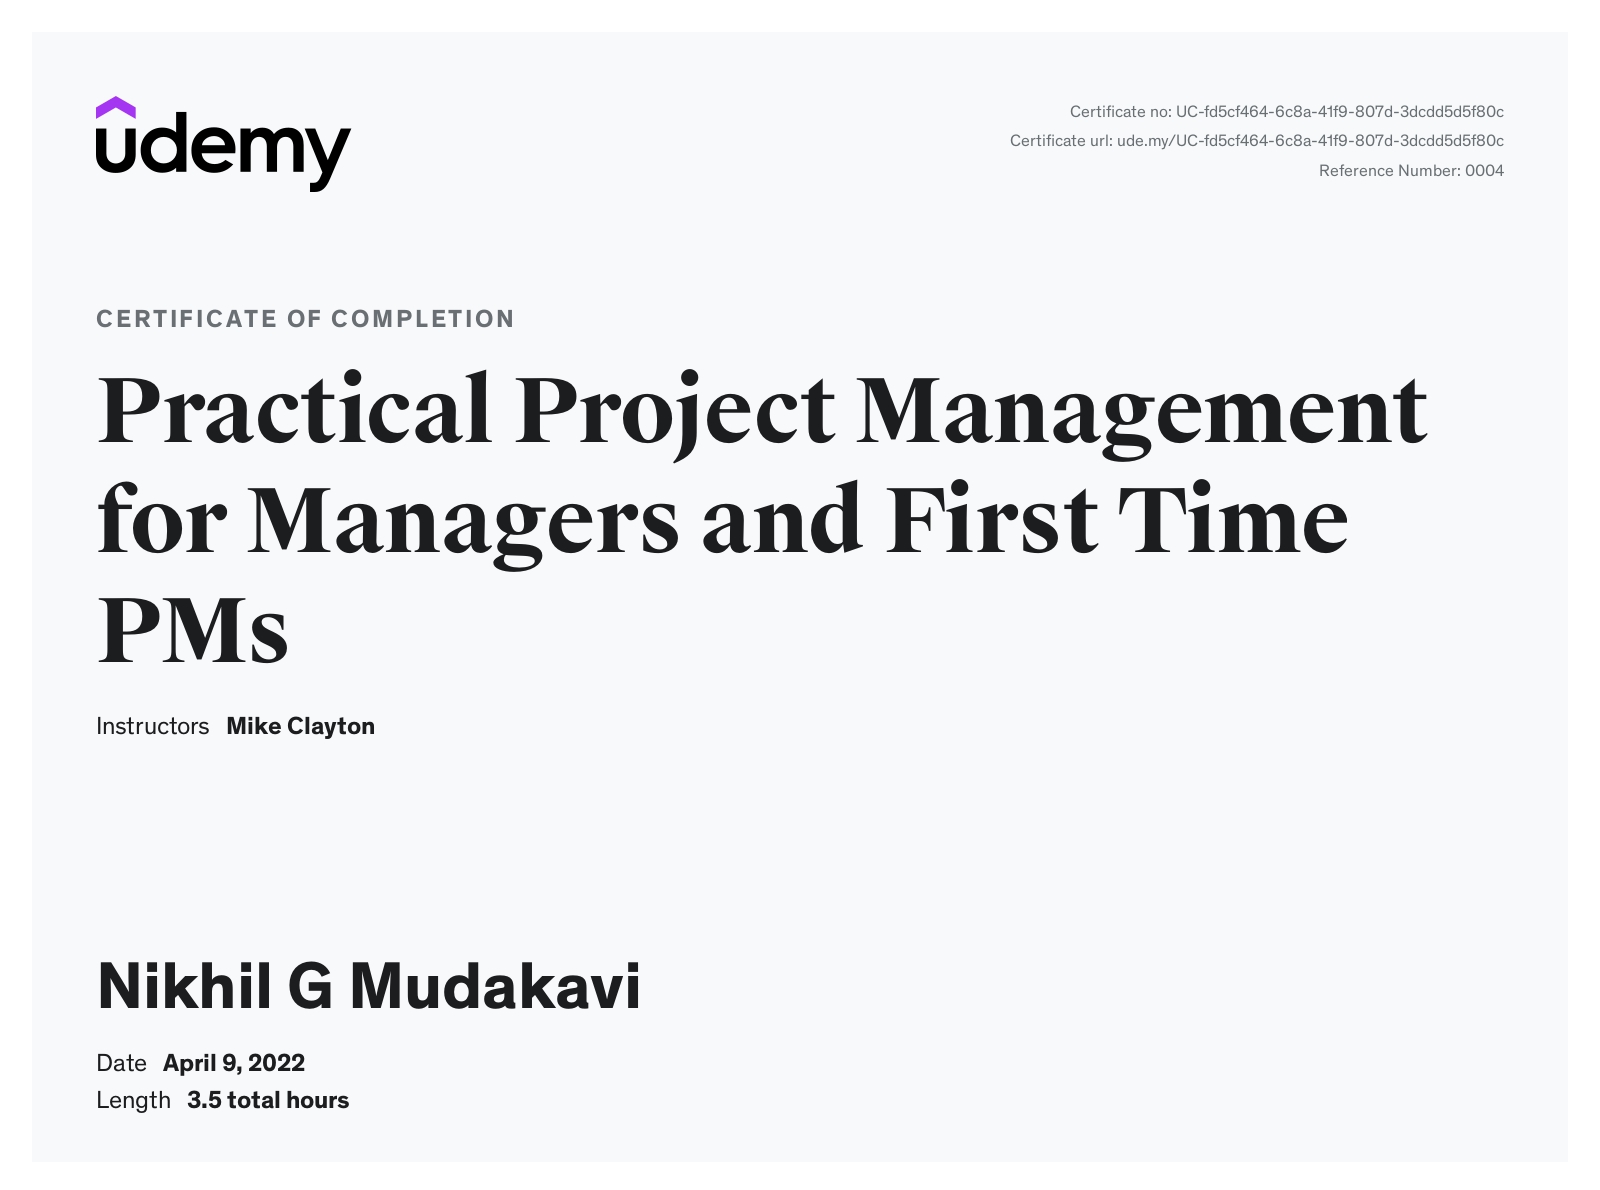 udemy
Certificate no: UC-fd5cf464-6c8a-41f9-807d-3dcdd5d5f80c
Certificate url: ude.my/UC-fd5cf464-6c8a-41f9-807d-3dcdd5d5f80c
Reference Number: 0004
CERTIFICATE OF COMPLETION
Practical Project Management
for Managers and First Time
PMs
Instructors Mike Clayton
Nikhil G Mudakavi
Date April 9, 2022
Length 3.5 total hours